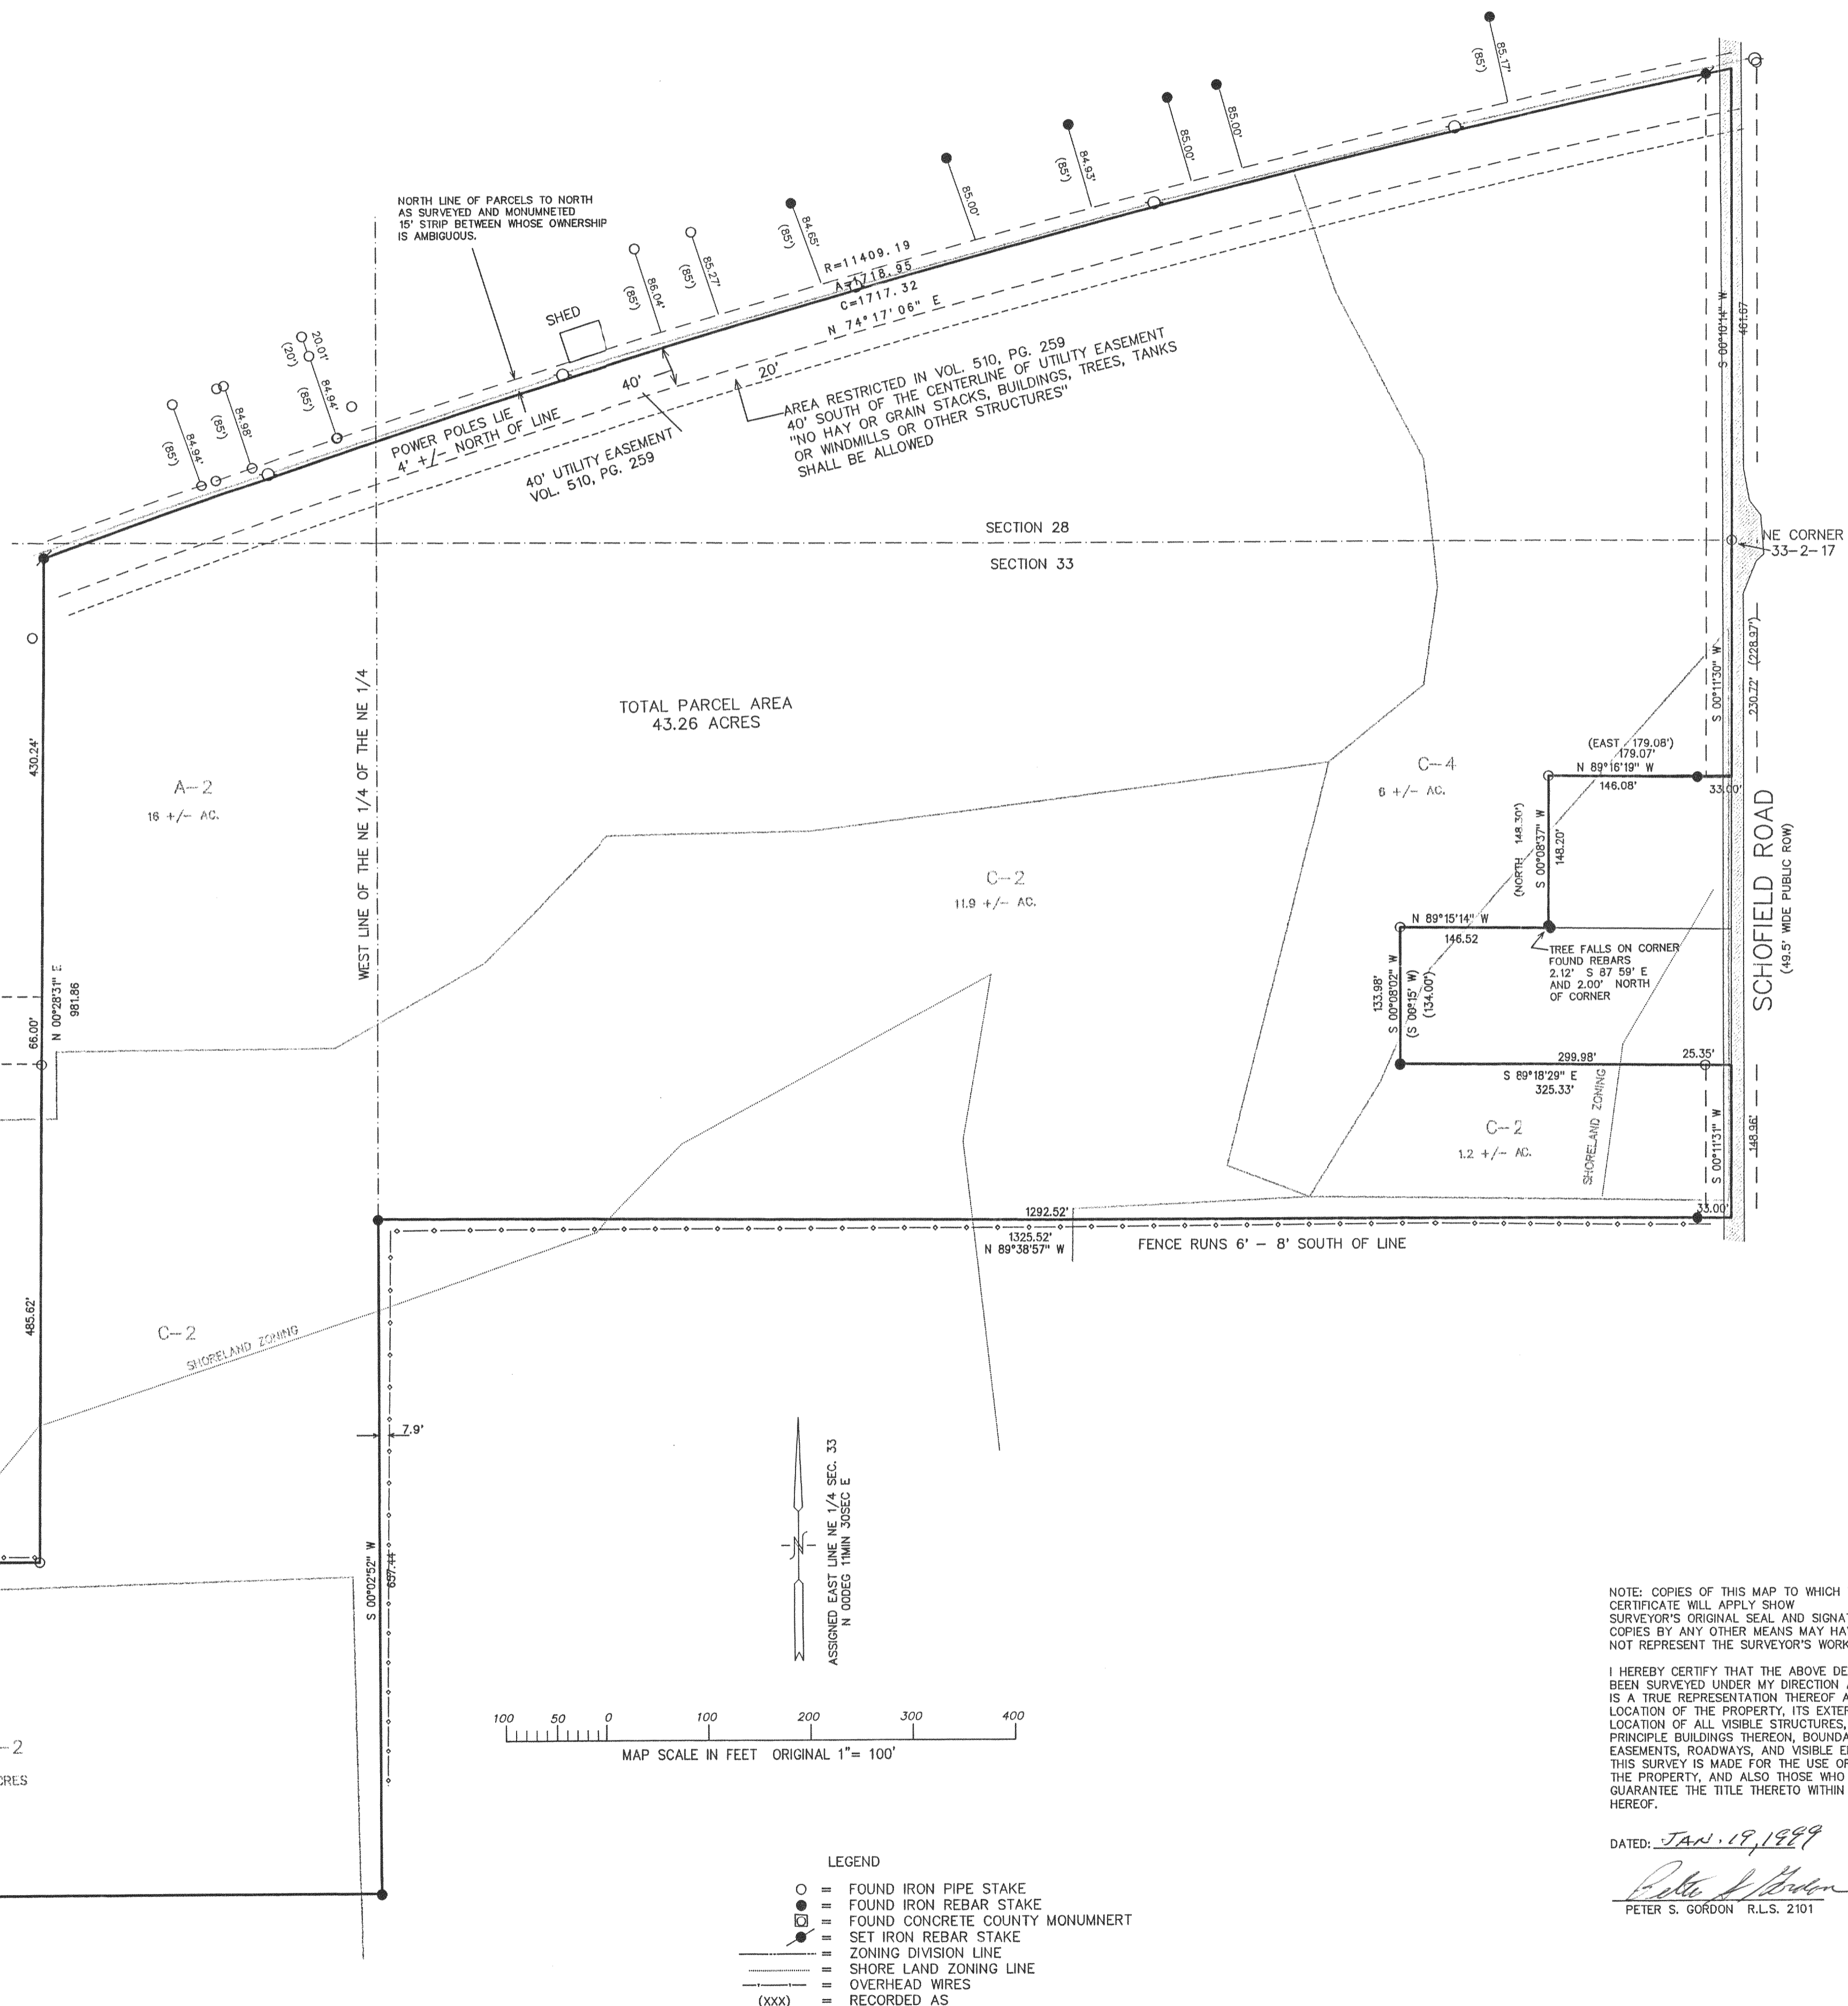 85.17'
(85')
85.00'
85.00'
84.93'
(85')
85.00'
84.65'
(85')
85.27'
(85')
86.04'
(85')
NORTH LINE OF PARCELS TO NORTH
AS SURVEYED AND MONUMNETED
15' STRIP BETWEEN WHOSE OWNERSHIP
IS AMBIGUOUS.
SHED
R=11409.19
A=1718.95
C=1717.32
N 74°17'06" E
20.01'
(20')
84.94'
(85')
84.98'
(85')
84.94'
(85')
40'
20'
POWER POLES LIE
4' +/- NORTH OF LINE
40' UTILITY EASEMENT
VOL. 510, PG. 259
AREA RESTRICTED IN VOL. 510, PG. 259
40' SOUTH OF THE CENTERLINE OF UTILITY EASEMENT
"NO HAY OR GRAIN STACKS, BUILDINGS, TREES, TANKS
OR WINDMILLS OR OTHER STRUCTURES"
SHALL BE ALLOWED
S 00°10'14" W
461.67
SECTION 28
SECTION 33
NE CORNER
33-2-17
WEST LINE OF THE NE 1/4 OF THE NE 1/4
TOTAL PARCEL AREA
43.26 ACRES
430.24'
A-2
16 +/- AC.
S 00°11'30" W
230.72' (228.97')
C-4
6 +/- AC.
(EAST 179.08')
179.07'
N 89°16'19" W
146.08'
33.00'
(NORTH 148.30')
S 00°08'37" W
148.20'
C-2
11.9 +/- AC.
N 89°15'14" W
146.52
TREE FALLS ON CORNER
FOUND REBARS
2.12' S 87 59' E
AND 2.00' NORTH
OF CORNER
SCHOFIELD ROAD
(49.5' WIDE PUBLIC ROW)
133.98'
S 00°08'02" W
(S 00°15' W)
(134.00')
66.00'
N 00°28'31" E
981.86
299.98'
25.35'
S 89°18'29" E
325.33'
C-2
1.2 +/- AC.
SHORELAND ZONING
S 00°11'31" W
148.96'
1292.52'
33.00'
1325.52'
N 89°38'57" W
FENCE RUNS 6' - 8' SOUTH OF LINE
485.62'
C-2
SHORELAND ZONING
7.9'
S 00°02'52" W
657.44
N
ASSIGNED EAST LINE NE 1/4 SEC. 33
N 00DEG 11MIN 30SEC E
-2
CRES
100 50 0 100 200 300 400
MAP SCALE IN FEET ORIGINAL 1"= 100'
NOTE: COPIES OF THIS MAP TO WHICH
CERTIFICATE WILL APPLY SHOW
SURVEYOR'S ORIGINAL SEAL AND SIGNA
COPIES BY ANY OTHER MEANS MAY HA
NOT REPRESENT THE SURVEYOR'S WORK
I HEREBY CERTIFY THAT THE ABOVE DE
BEEN SURVEYED UNDER MY DIRECTION
IS A TRUE REPRESENTATION THEREOF A
LOCATION OF THE PROPERTY, ITS EXTER
LOCATION OF ALL VISIBLE STRUCTURES,
PRINCIPLE BUILDINGS THEREON, BOUNDA
EASEMENTS, ROADWAYS, AND VISIBLE E
THIS SURVEY IS MADE FOR THE USE OF
THE PROPERTY, AND ALSO THOSE WHO
GUARANTEE THE TITLE THERETO WITHIN
HEREOF.
DATED: JAN. 19, 1999
Peter S Gordon
PETER S. GORDON R.L.S. 2101
LEGEND
= FOUND IRON PIPE STAKE
= FOUND IRON REBAR STAKE
= FOUND CONCRETE COUNTY MONUMNERT
= SET IRON REBAR STAKE
= ZONING DIVISION LINE
= SHORE LAND ZONING LINE
= OVERHEAD WIRES
(XXX) = RECORDED AS